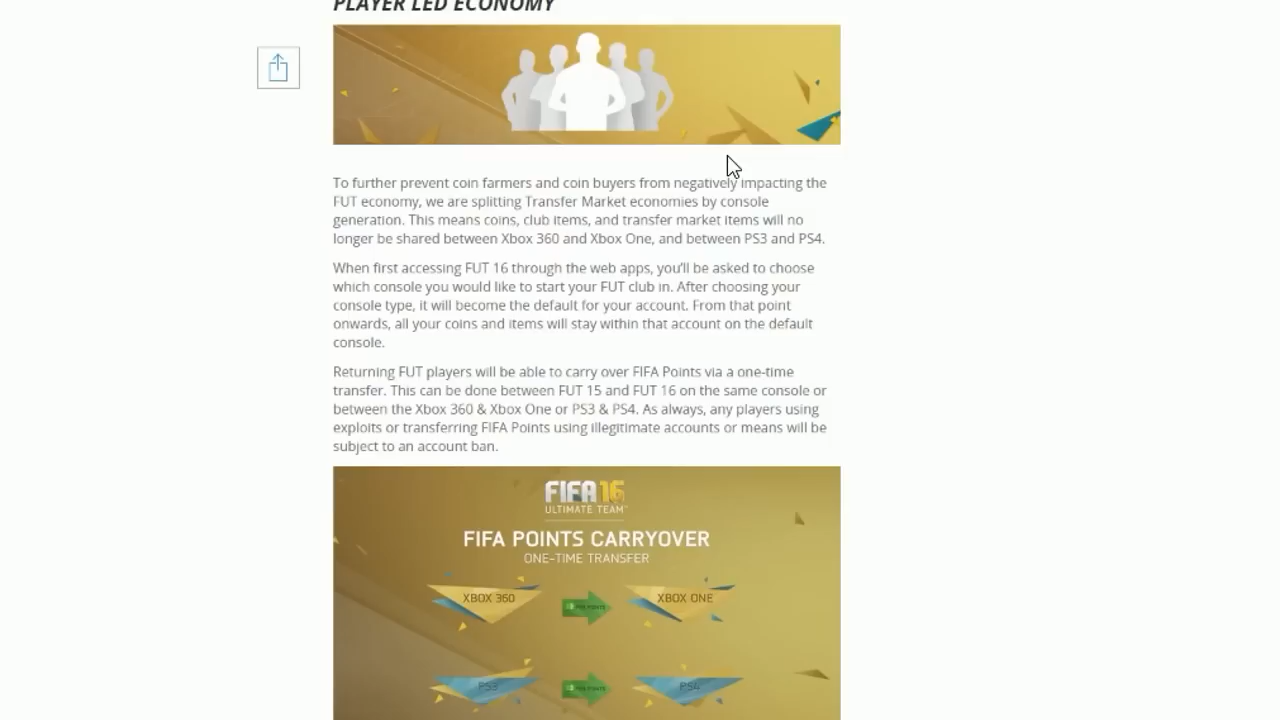 PLAYER LED ECONOMY
To further prevent coin farmers and coin buyers from negatively impacting the
FUT economy, we are splitting Transfer Market economies by console
generation. This means coins, club items, and transfer market items will no
longer be shared between Xbox 360 and Xbox One, and between PS3 and PS4.
When first accessing FUT 16 through the web apps, you'll be asked to choose
which console you would like to start your FUT club in. After choosing your
console type, it will become the default for your account. From that point
onwards, all your coins and items will stay within that account on the default
console.
Returning FUT players will be able to carry over FIFA Points via a one-time
transfer. This can be done between FUT 15 and FUT 16 on the same console or
between the Xbox 360 & Xbox One or PS3 & PS4. As always, any players using
exploits or transferring FIFA Points using illegitimate accounts or means will be
subject to an account ban.
FIFA 16
ULTIMATE TEAM™
FIFA POINTS CARRYOVER
ONE-TIME TRANSFER
XBOX 360
FIFA POINTS
XBOX ONE
PS3
FIFA POINTS
PS4